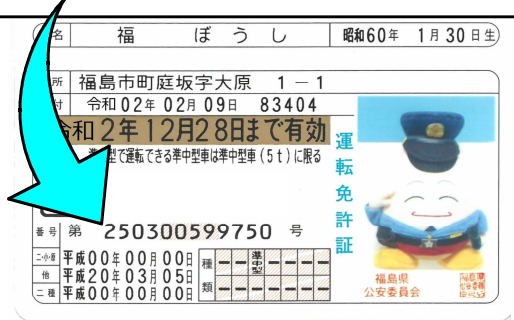 名 福 ぼうし 昭和60年 1月30日生
所 福島市町庭坂字大原 1－1
付 令和02年02月09日 83404
令和2年12月28日まで有効
型で運転できる準中型車は準中型車(5t)に限る
運転免許証
番号 第 250300599750 号
二・小・原 平成00年00月00日
他 平成20年03月05日
二種 平成00年00月00日
種類 準中型
福島県
公安委員会